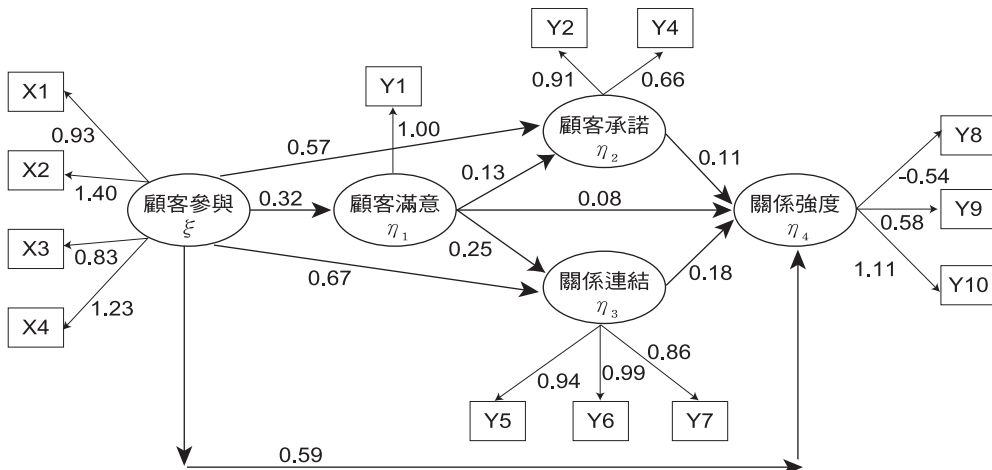 Y2
Y4
X1
Y1
0.91
0.66
0.93
顧客承諾
η2
1.00
0.57
X2
1.40
0.13
0.11
Y8
-0.54
顧客參與
ξ
0.32
顧客滿意
η1
0.08
關係強度
η4
0.58
Y9
X3
0.83
0.25
0.67
關係連結
η3
0.18
1.11
Y10
X4
1.23
0.94
0.99
0.86
Y5
Y6
Y7
0.59